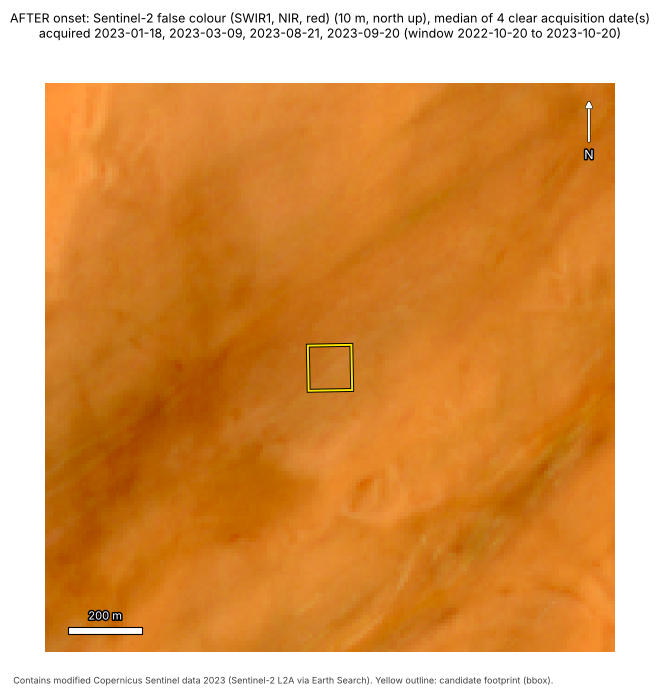 AFTER onset: Sentinel-2 false colour (SWIR1, NIR, red) (10 m, north up), median of 4 clear acquisition date(s)
acquired 2023-01-18, 2023-03-09, 2023-08-21, 2023-09-20 (window 2022-10-20 to 2023-10-20)
N
200 m
Contains modified Copernicus Sentinel data 2023 (Sentinel-2 L2A via Earth Search). Yellow outline: candidate footprint (bbox).